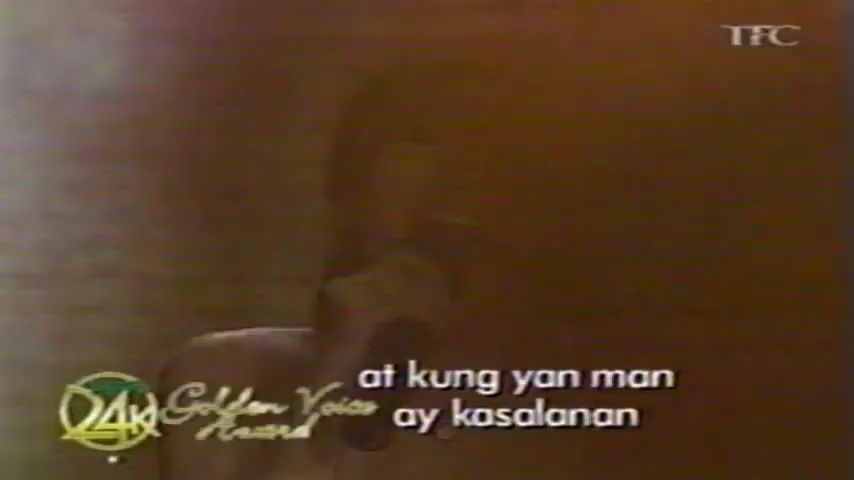 TFC
at kung yan man
ay kasalanan
24K Golden Voice
Award